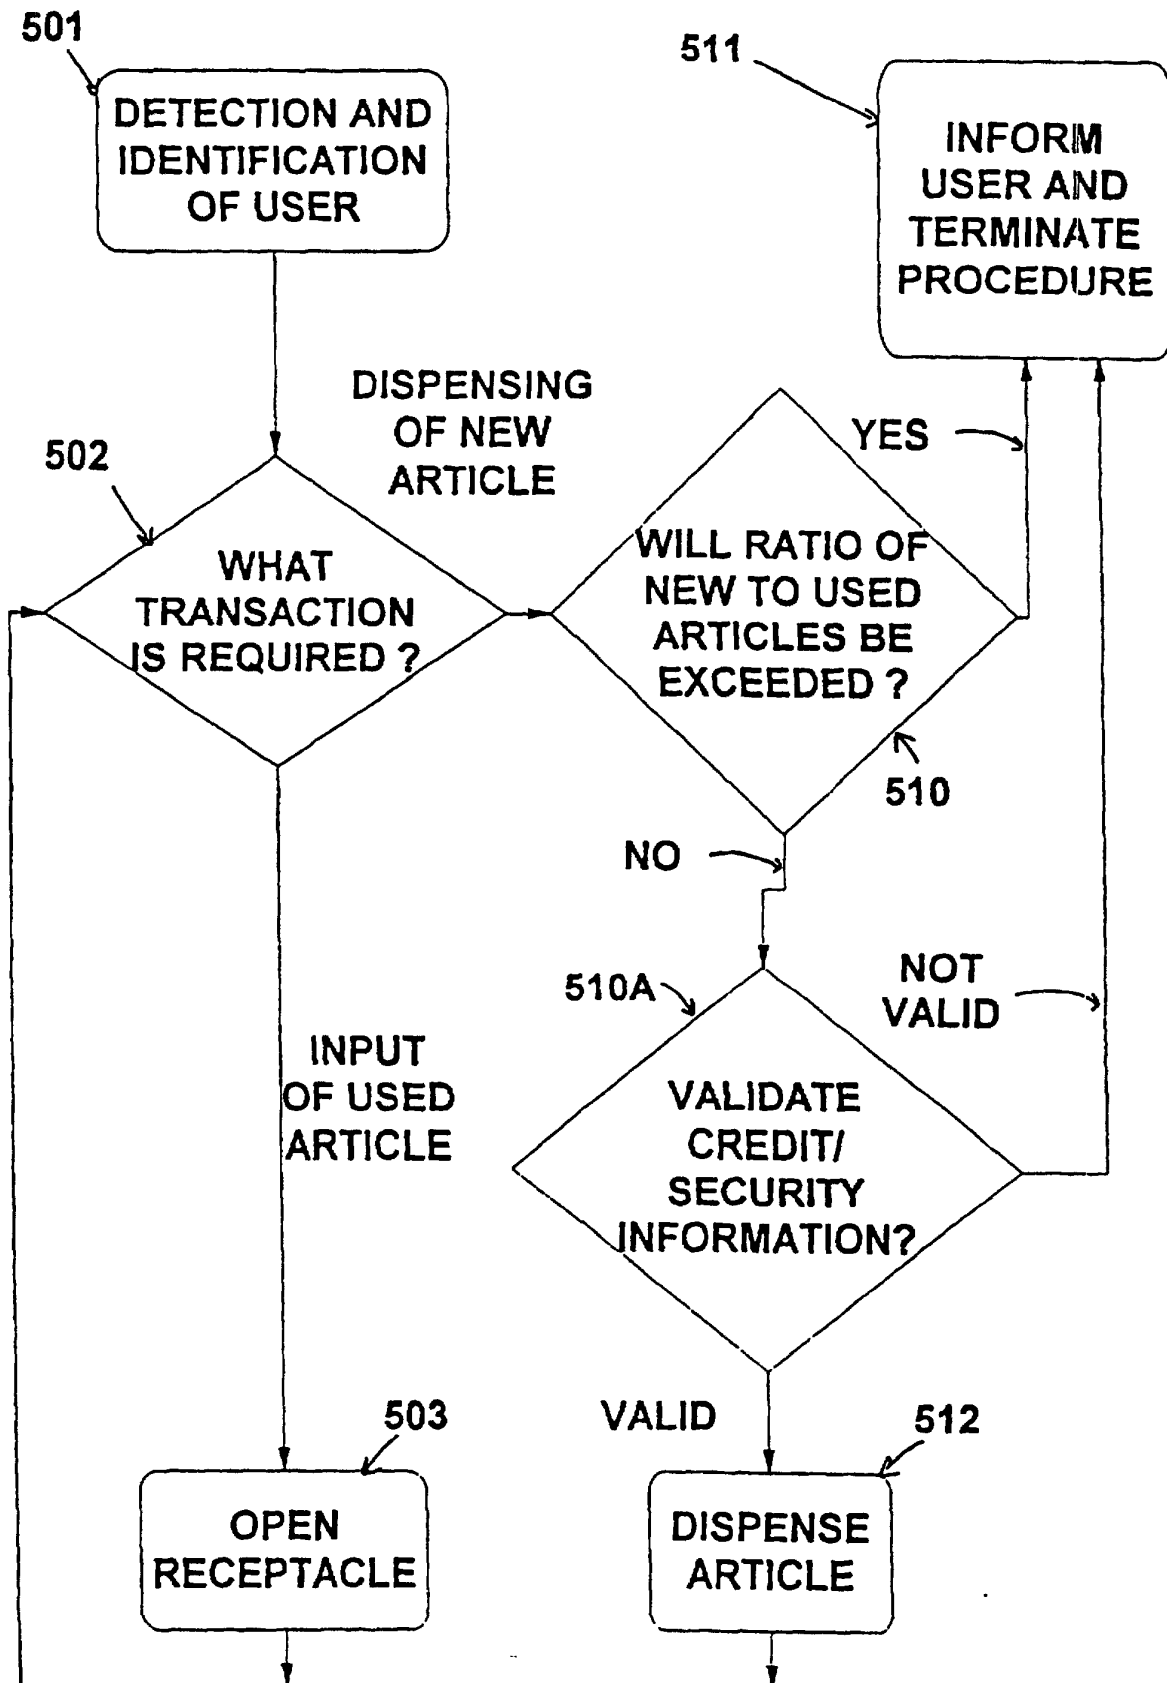 501
DETECTION AND
IDENTIFICATION
OF USER
511
INFORM
USER AND
TERMINATE
PROCEDURE
DISPENSING
OF NEW
ARTICLE
YES
502
WHAT
TRANSACTION
IS REQUIRED ?
WILL RATIO OF
NEW TO USED
ARTICLES BE
EXCEEDED ?
510
NO
510A
NOT
VALID
INPUT
OF USED
ARTICLE
VALIDATE
CREDIT/
SECURITY
INFORMATION?
VALID
503
OPEN
RECEPTACLE
512
DISPENSE
ARTICLE